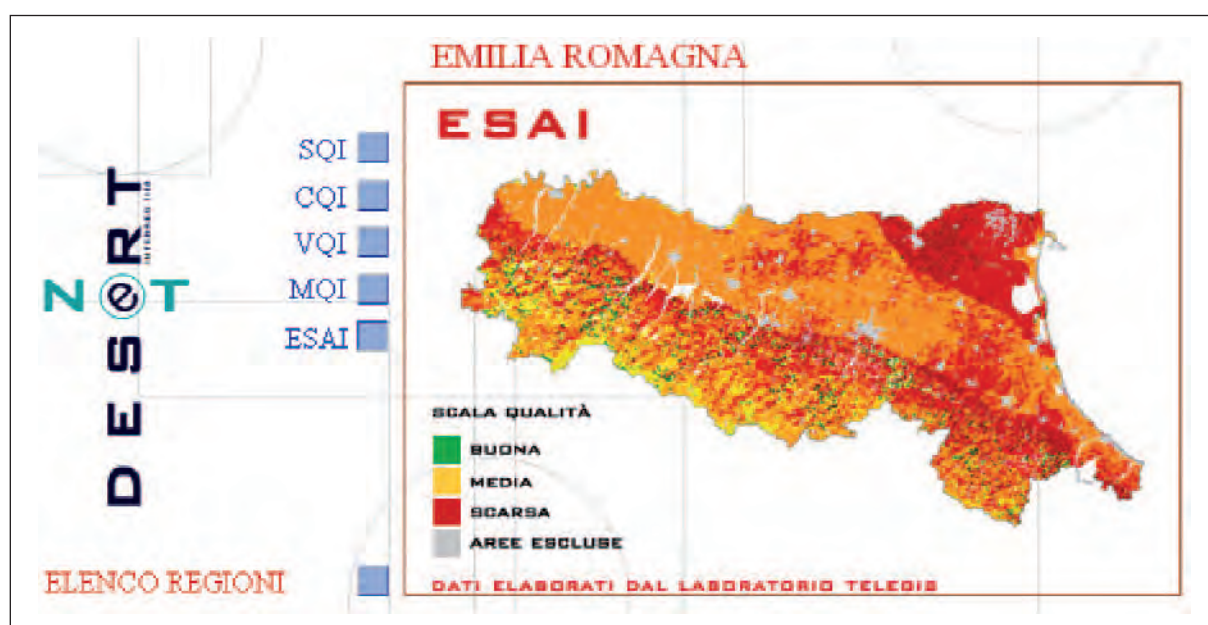 EMILIA ROMAGNA
ESAI
SQI
CQI
VQI
MQI
ESAI
DESeRT
NeT
SCALA QUALITÀ
BUONA
MEDIA
SCARSA
AREE ESCLUSE
ELENCO REGIONI
DATI ELABORATI DAL LABORATORIO TELEGIS